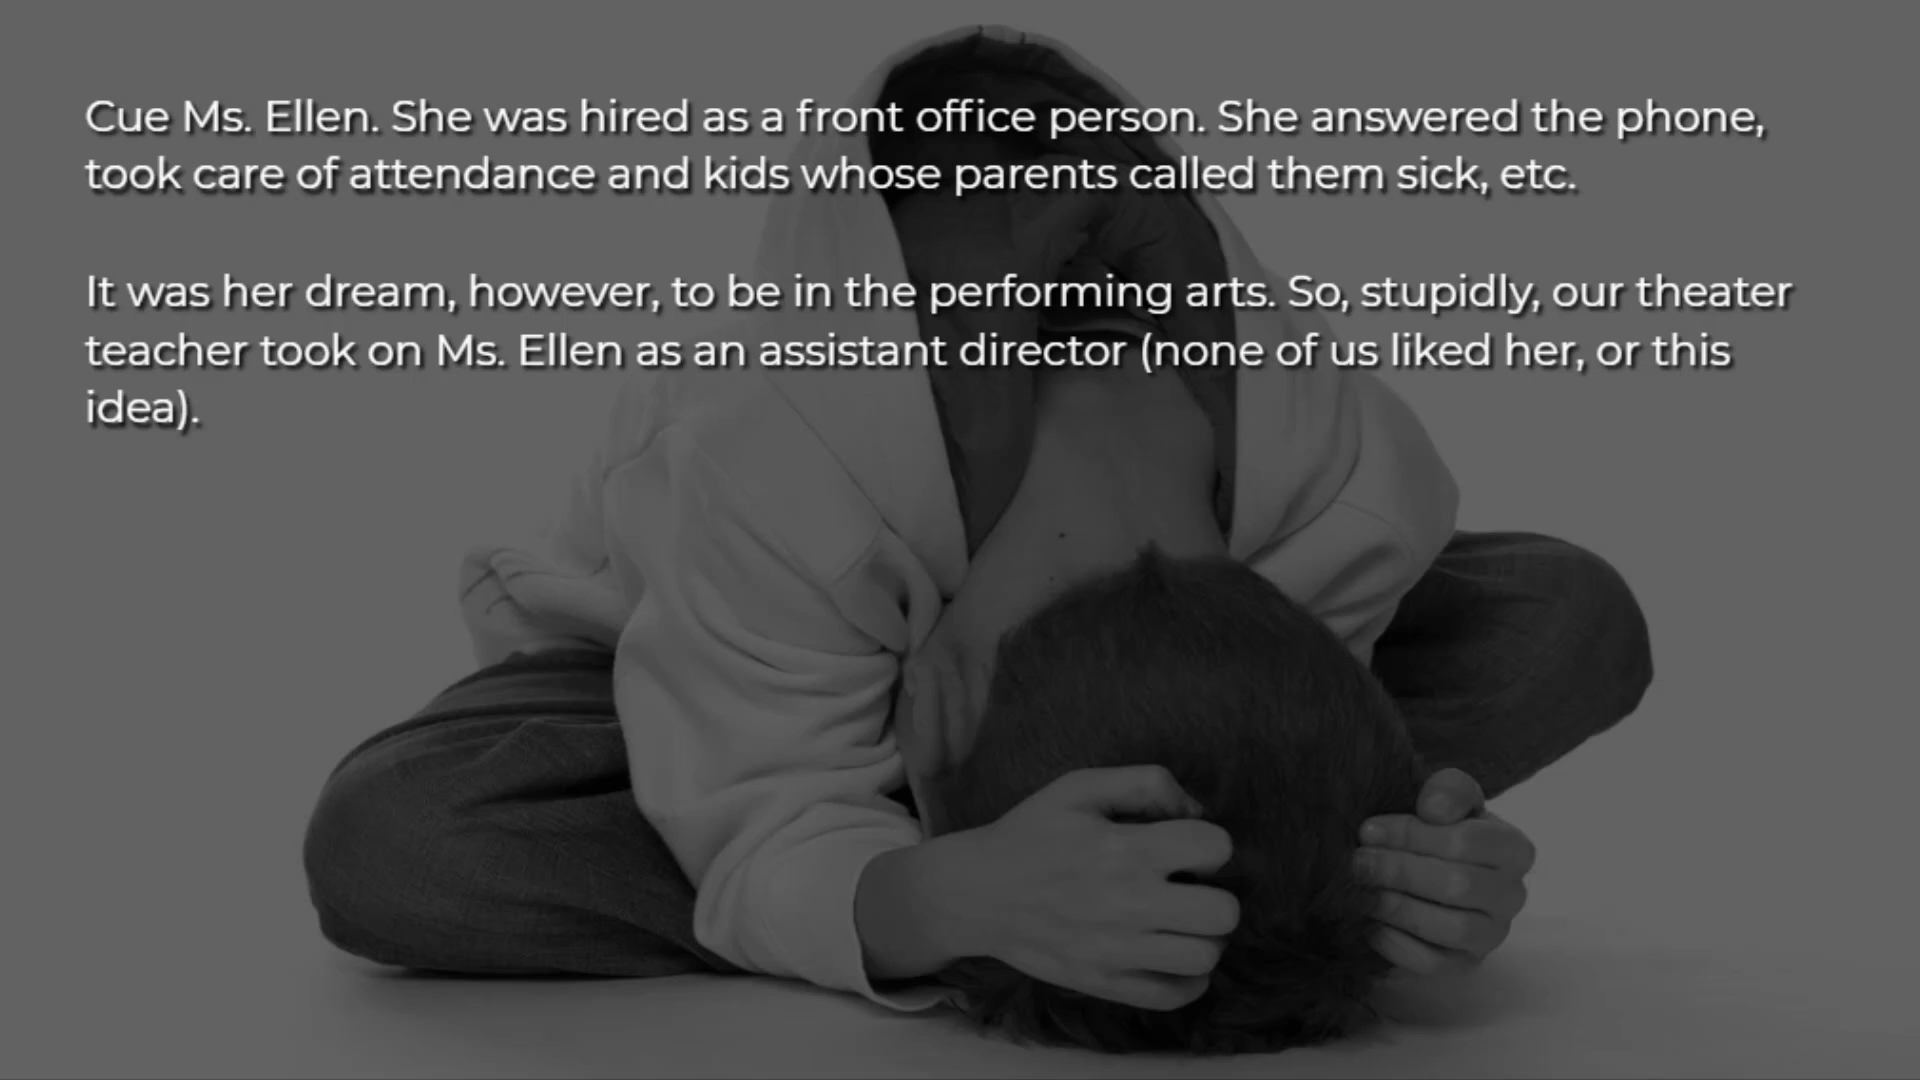 Cue Ms. Ellen. She was hired as a front office person. She answered the phone,
took care of attendance and kids whose parents called them sick, etc.
It was her dream, however, to be in the performing arts. So, stupidly, our theater
teacher took on Ms. Ellen as an assistant director (none of us liked her, or this
idea).